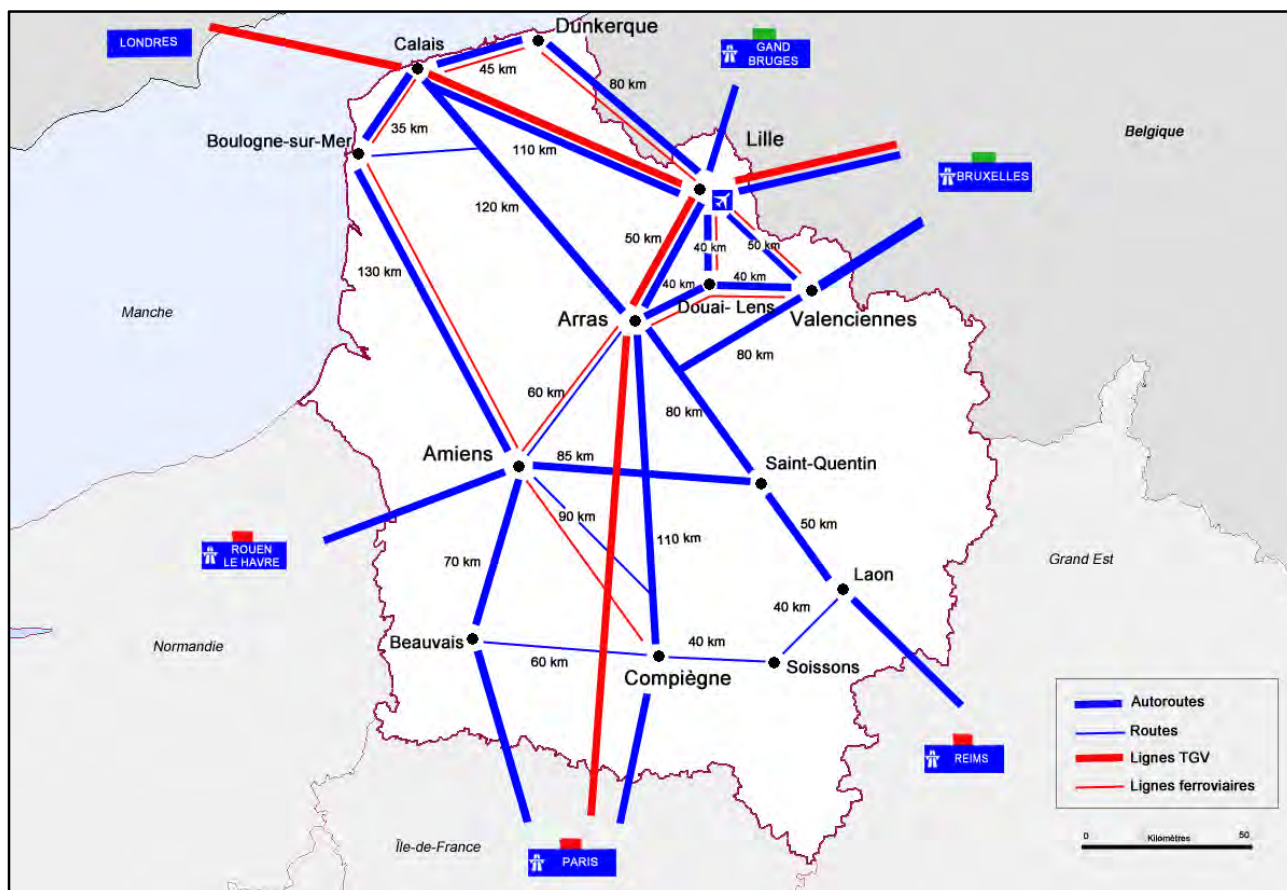 LONDRES
Calais
Dunkerque
GAND
BRUGES
45 km
80 km
35 km
Boulogne-sur-Mer
110 km
Lille
Belgique
BRUXELLES
120 km
50 km
40 km
50 km
130 km
40 km
40 km
Manche
Arras
Douai- Lens
Valenciennes
80 km
60 km
80 km
Amiens
85 km
Saint-Quentin
90 km
50 km
ROUEN
LE HAVRE
110 km
Grand Est
70 km
Laon
40 km
Normandie
Beauvais
60 km
40 km
Compiègne
Soissons
Autoroutes
Routes
Lignes TGV
Lignes ferroviaires
REIMS
0 Kilomètres 50
Île-de-France
PARIS